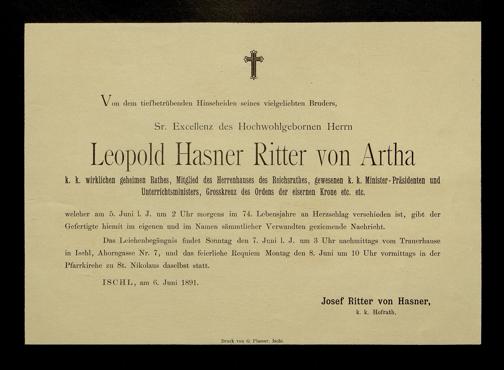 Von dem tiefbetrübenden Hinscheiden seines vielgeliebten Bruders,
Sr. Excellenz des Hochwohlgebornen Herrn
Leopold Hasner Ritter von Artha
k. k. wirklichen geheimen Rathes, Mitglied des Herrenhauses des Reichsrathes, gewesenen k. k. Minister-Präsidenten und
Unterrichtsministers, Grosskreuz des Ordens der eisernen Krone etc. etc.
welcher am 5. Juni l. J. um 2 Uhr morgens im 74. Lebensjahre an Herzschlag verschieden ist, gibt der
Gefertigte hiemit im eigenen und im Namen sämmtlicher Verwandten geziemende Nachricht.
Das Leichenbegängnis findet Sonntag den 7. Juni l. J. um 3 Uhr nachmittags vom Trauerhause
in Ischl, Ahorngasse Nr. 7, und das feierliche Requiem Montag den 8. Juni um 10 Uhr vormittags in der
Pfarrkirche zu St. Nikolaus daselbst statt.
ISCHL, am 6. Juni 1891.
Josef Ritter von Hasner,
k. k. Hofrath.
Druck von Ischl.